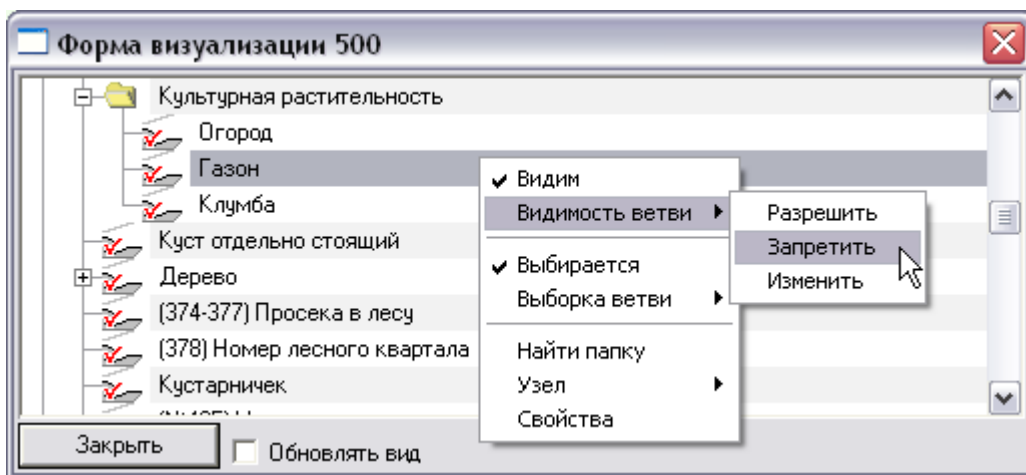 Форма визуализации 500
Культурная растительность
Огород
Газон
Клумба
Куст отдельно стоящий
Дерево
(374-377) Просека в лесу
(378) Номер лесного квартала
Кустарничек
Видим
Видимость ветви
Выбирается
Выборка ветви
Найти папку
Узел
Свойства
Разрешить
Запретить
Изменить
Закрыть
Обновлять вид